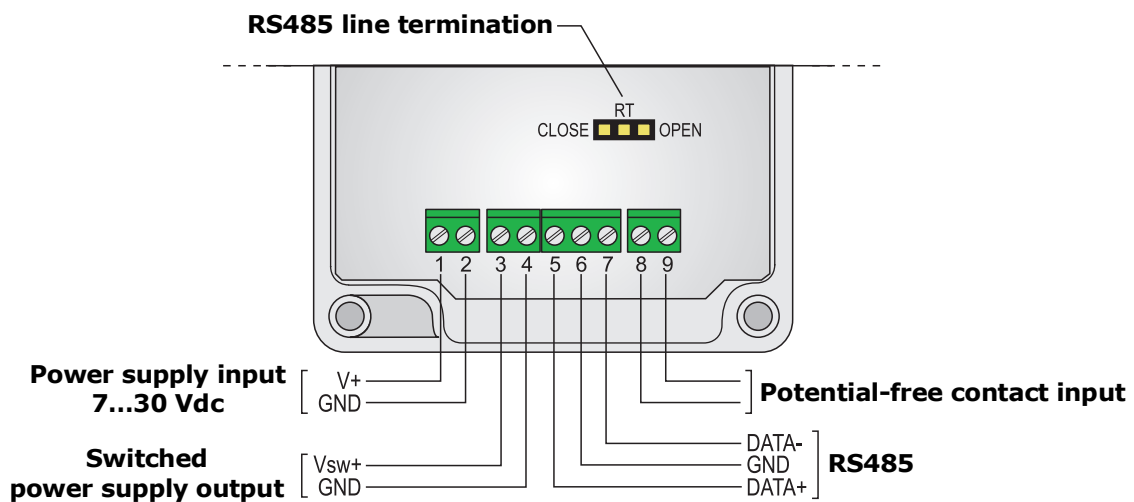 RS485 line termination
RT
CLOSE
OPEN
1 2 3 4 5 6 7 8 9
Power supply input
7...30 Vdc
V+
GND
Potential-free contact input
Switched
power supply output
Vsw+
GND
DATA-
GND
DATA+
RS485